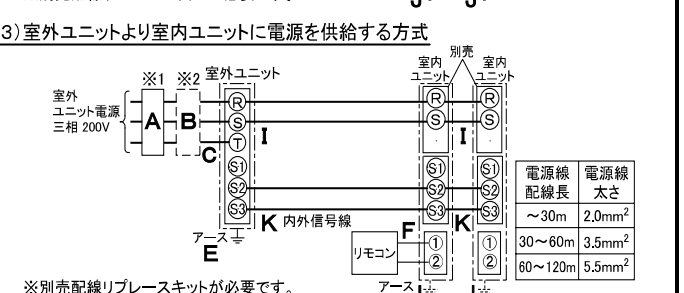 3）室外ユニットより室内ユニットに電源を供給する方式
別売
※1 ※2 室外ユニット
室内ユニット
室内ユニット
室外
ユニット電源
三相 200V
A
B
C
R
S
T
S1
S2
S3
I
R
S
S1
S2
S3
I
R
S
S1
S2
S3
K 内外信号線
K
アース
E
F
リモコン
①
②
①
②
アース
電源線配線長 電源線太さ
～30m 2.0mm²
30～60m 3.5mm²
60～120m 5.5mm²
※別売配線リプレースキットが必要です。